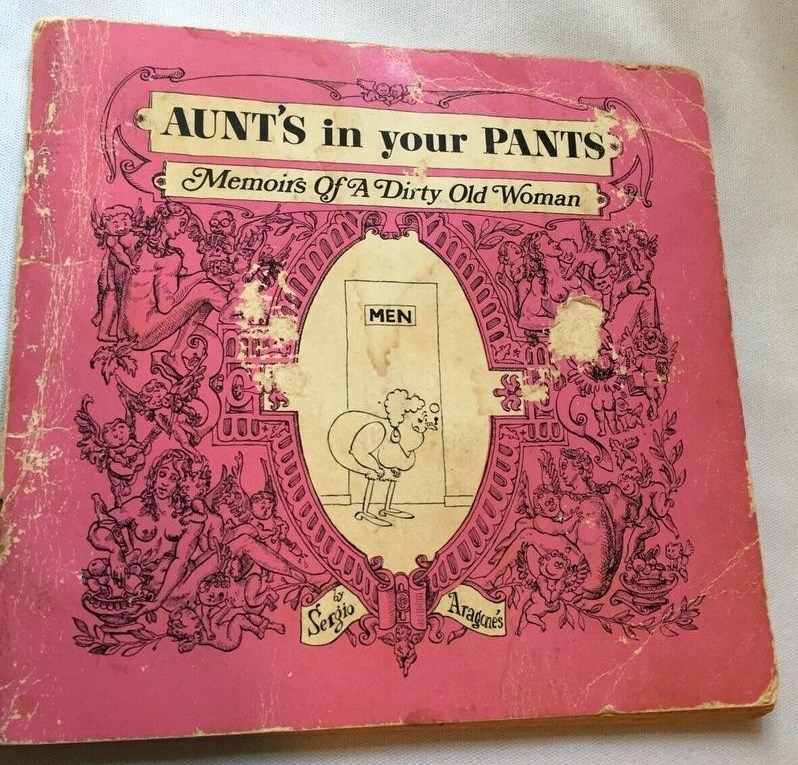 AUNT'S in your PANTS
Memoirs Of A Dirty Old Woman
MEN
by
Sergio
Aragonés